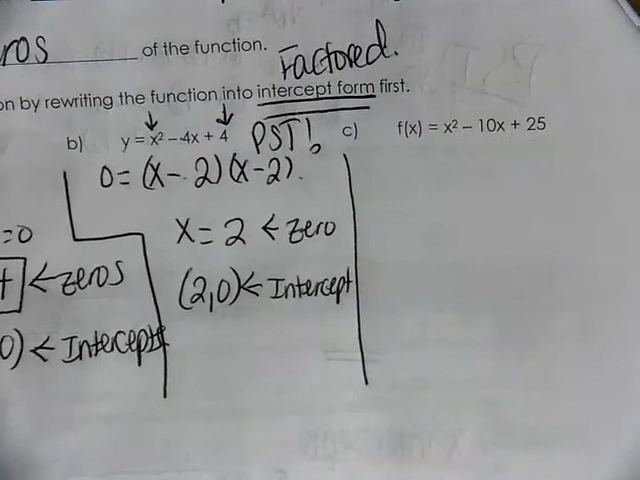 ros of the function.
Factored.
on by rewriting the function into intercept form first.
b) y = x² – 4x + 4 PST! c) f(x) = x² – 10x + 25
0 = (x - 2)(x - 2).
=0 x = 2 ← zero
← zeros (2,0) ← Intercept
0) ← Intercepts